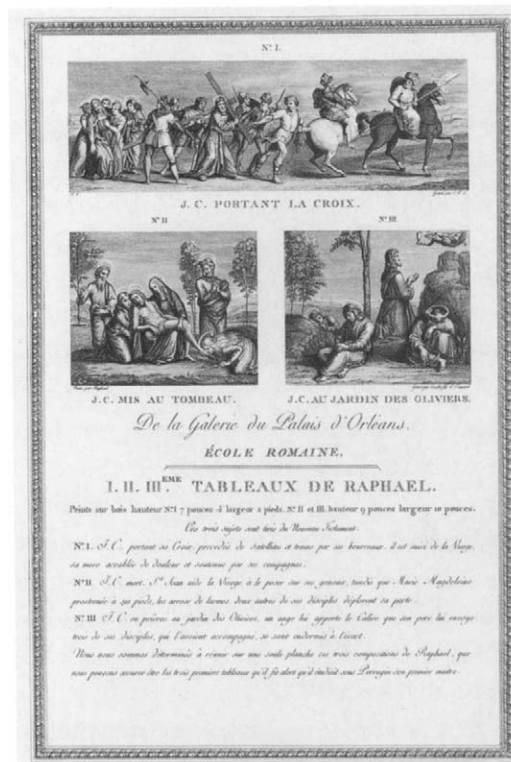 N.º I.
J. C. PORTANT LA CROIX.
N.º II
N.º III
J. C. MIS AU TOMBEAU.
J. C. AU JARDIN DES OLIVIERS.
De la Galerie du Palais d'Orléans.
ÉCOLE ROMAINE.
I. II. III.EME TABLEAUX DE RAPHAEL.
Peints sur bois hauteur N.º I 7 pouces largeur 2 pieds. N.º II et III. hauteur 9 pouces largeur 10 pouces.
Ces trois sujets sont tirés du Nouveau Testament.
N.º I. J. C. portant sa Croix, précédé de Satellites et tenus par ses bourreaux, il est suivi de la Vierge,
sa mere accablée de douleur et soutenue par ses compagnes.
N.º II J. C. mort, S.t Jean aide la Vierge à le poser sur ses genoux, tandis que Marie Magdeleine
prosternée à ses pieds, les arrose de larmes deux autres de ses disciples déplorent sa perte.
N.º III J. C. en prières au jardin des Oliviers, un ange lui apporte le Calice que son pere lui envoye
trois de ses disciples, qui l'avoient accompagné, se sont endormis à l'écart.
Nous nous sommes determinés à réunir sur une seule planche ces trois compositions de Raphael, que
nous pouvons assurer être les trois premiers tableaux qu'il fit alors qu'il étudioit sous Perrugin son premier maitre.